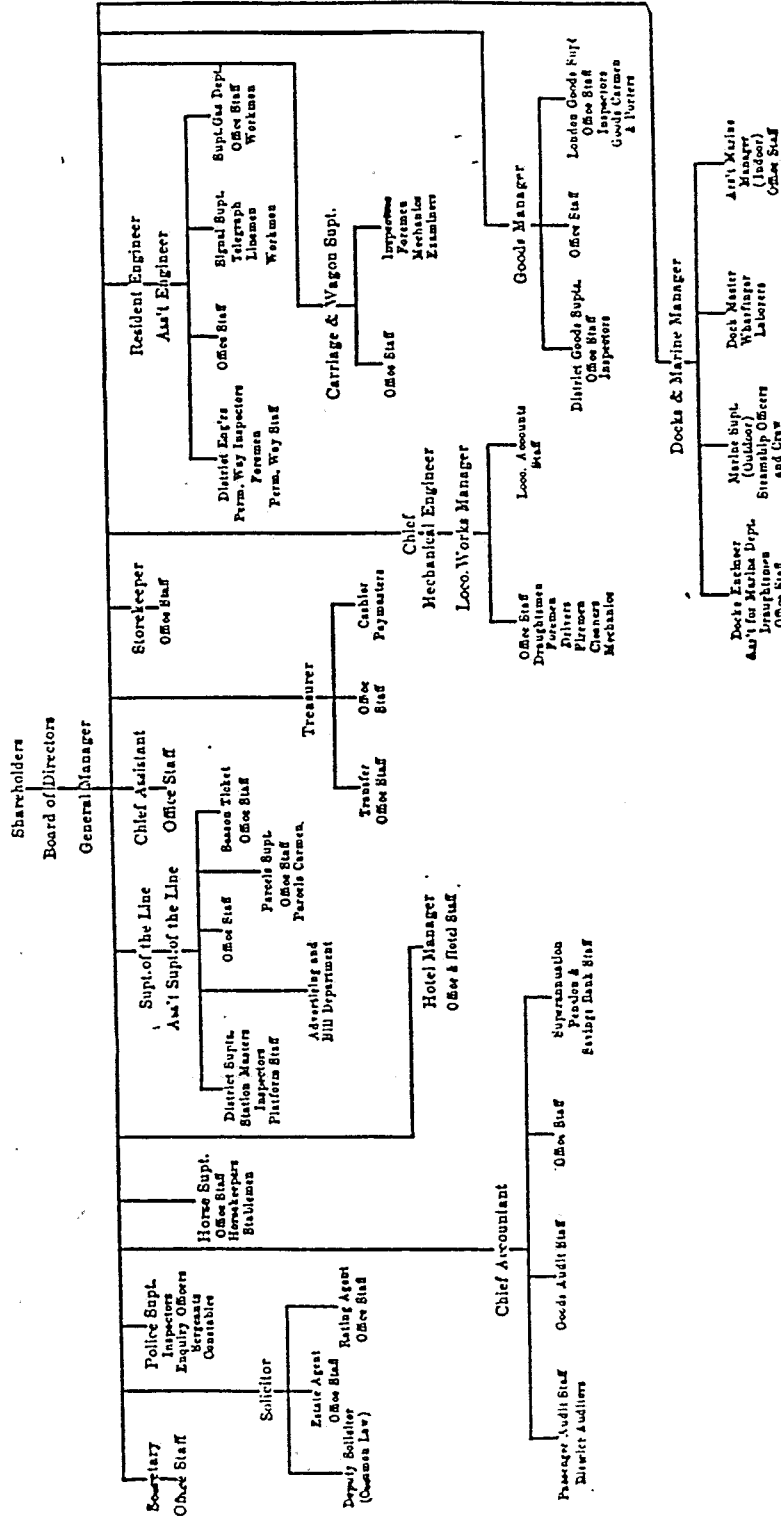 Shareholders
Board of Directors
General Manager
Secretary
Office Staff
Solicitor
Deputy Solicitor
(Common Law)
Estate Agent
Office Staff
Rating Agent
Office Staff
Police Supt.
Inspectors
Enquiry Officers
Sergeants
Constables
Chief Accountant
Passenger Audit Staff
District Auditors
Goods Audit Staff
Office Staff
Superannuation
Pension &
Savings Bank Staff
Horse Supt.
Office Staff
Horsekeepers
Stablemen
Hotel Manager
Office & Hotel Staff
Supt. of the Line
Ass't Supt. of the Line
District Supts.
Station Masters
Inspectors
Platform Staff
Advertising and
Bill Department
Office Staff
Parcels Supt.
Office Staff
Parcels Carmen
Season Ticket
Office Staff
Chief Assistant
Office Staff
Treasurer
Transfer
Office Staff
Office
Staff
Cashier
Paymasters
Storekeeper
Office Staff
Chief
Mechanical Engineer
Loco. Works Manager
Office Staff
Draughtsmen
Foremen
Drivers
Firemen
Cleaners
Mechanics
Loco. Accounts
Staff
Resident Engineer
Ass't Engineer
District Eng'rs
Perm. Way Inspectors
Foremen
Perm. Way Staff
Office Staff
Signal Supt.
Telegraph
Linemen
Workmen
Supt. Gas Dept.
Office Staff
Workmen
Carriage & Wagon Supt.
Office Staff
Inspectors
Foremen
Mechanics
Examiners
Goods Manager
District Goods Supts.
Office Staff
Inspectors
Office Staff
London Goods Supt
Office Staff
Inspectors
Goods Carmen
& Porters
Docks & Marine Manager
Docks Engineer
Ass't for Marine Dept.
Draughtsmen
Office Staff
Marine Supt.
(Outdoor)
Steamship Officers
and Crew
Dock Master
Wharfinger
Laborers
Ass't Marine
Manager
(Indoor)
Office Staff